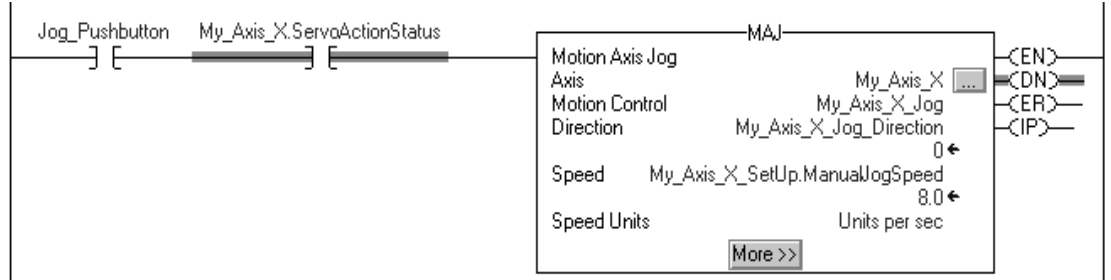 Jog_Pushbutton My_Axis_X.ServoActionStatus
MAJ
Motion Axis Jog
Axis My_Axis_X ...
Motion Control My_Axis_X_Jog
Direction My_Axis_X_Jog_Direction
0
Speed My_Axis_X_SetUp.ManualJogSpeed
8.0
Speed Units Units per sec
More >>
EN
DN
ER
IP